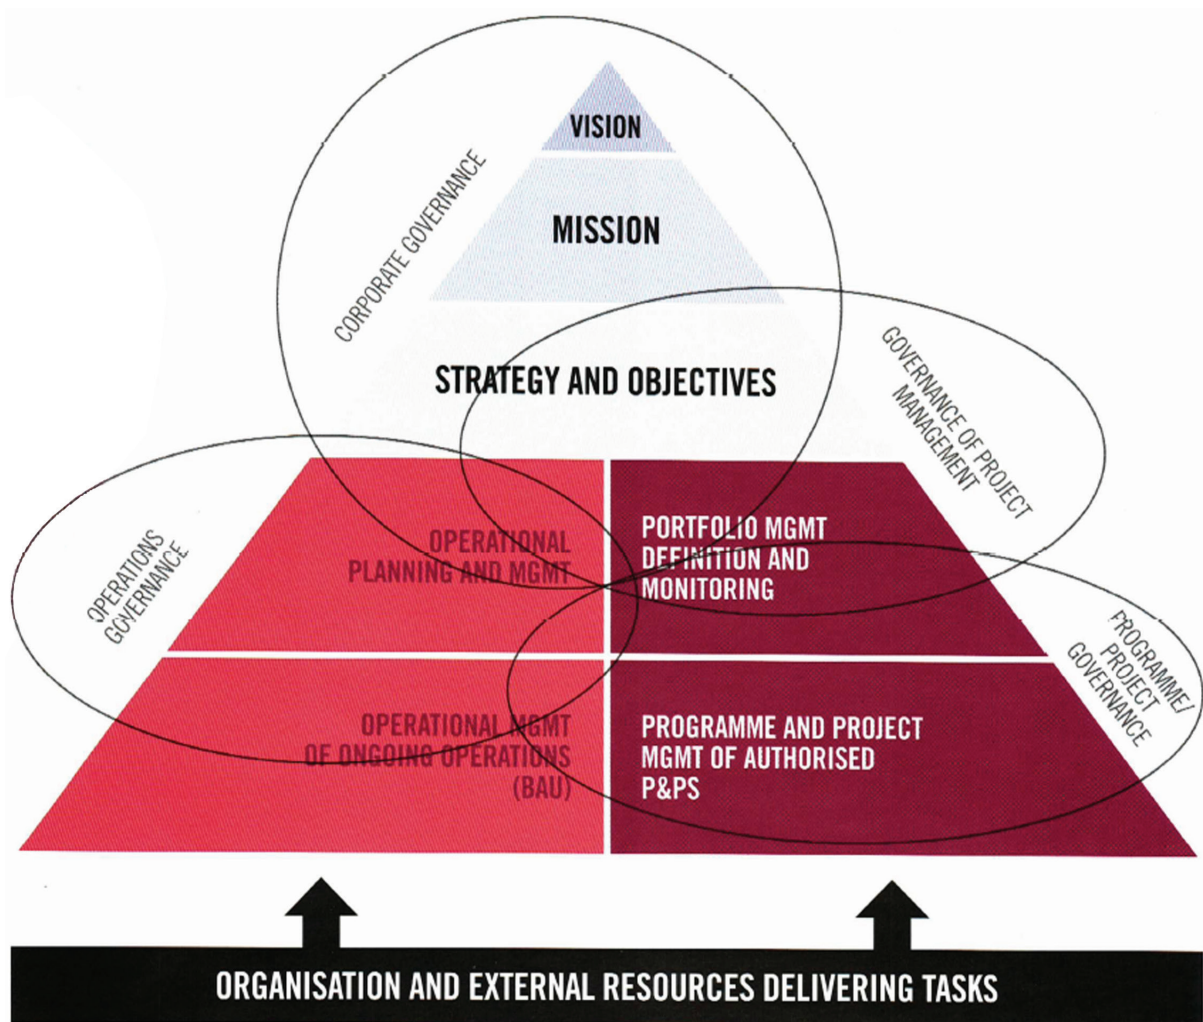 VISION
MISSION
CORPORATE GOVERNANCE
STRATEGY AND OBJECTIVES
GOVERNANCE OF PROJECT
MANAGEMENT
OPERATIONS
GOVERNANCE
OPERATIONAL
PLANNING AND MGMT
PORTFOLIO MGMT
DEFINITION AND
MONITORING
PROGRAMME/
PROJECT
GOVERNANCE
OPERATIONAL MGMT
OF ONGOING OPERATIONS
(BAU)
PROGRAMME AND PROJECT
MGMT OF AUTHORISED
P&PS
ORGANISATION AND EXTERNAL RESOURCES DELIVERING TASKS